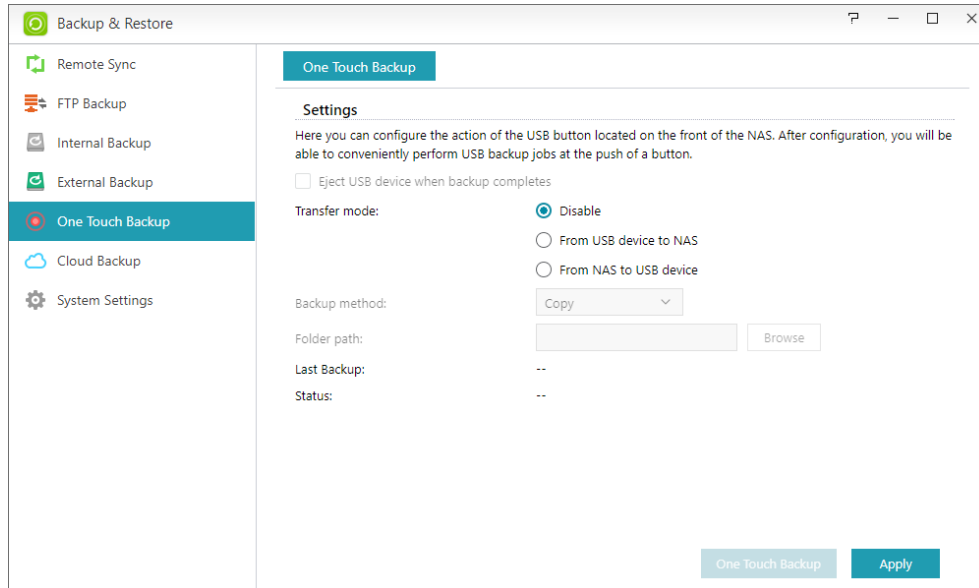 Backup & Restore
Remote Sync
FTP Backup
Internal Backup
External Backup
One Touch Backup
Cloud Backup
System Settings
One Touch Backup
Settings
Here you can configure the action of the USB button located on the front of the NAS. After configuration, you will be
able to conveniently perform USB backup jobs at the push of a button.
Eject USB device when backup completes
Transfer mode:
Disable
From USB device to NAS
From NAS to USB device
Backup method:
Copy
Folder path:
Browse
Last Backup:
--
Status:
--
One Touch Backup
Apply